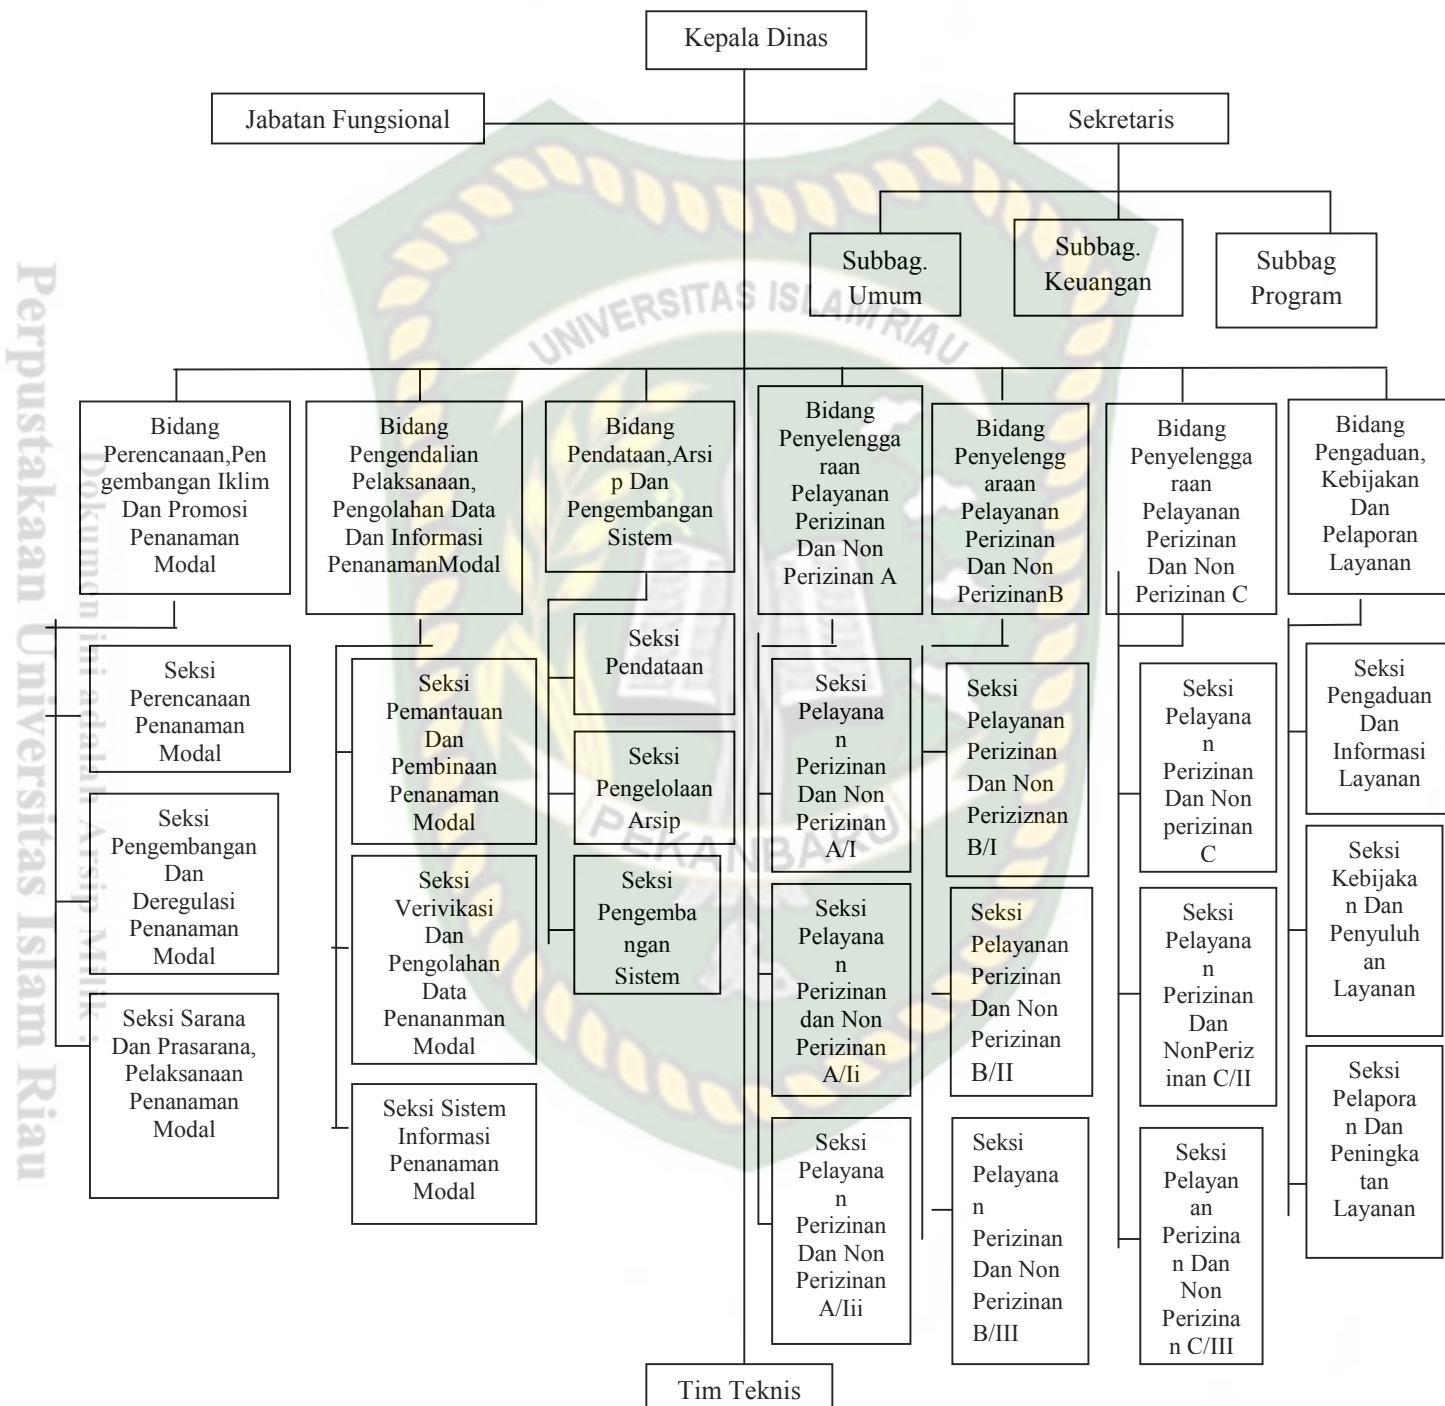 Kepala Dinas
Jabatan Fungsional
Sekretaris
Subbag.
Umum
Subbag.
Keuangan
Subbag
Program
UNIVERSITAS ISLAM RIAU
Bidang
Perencanaan,Pen
gembangan Iklim
Dan Promosi
Penanaman
Modal
Bidang
Pengendalian
Pelaksanaan,
Pengolahan Data
Dan Informasi
PenanamanModal
Bidang
Pendataan,Arsi
p Dan
Pengembangan
Sistem
Bidang
Penyelengga
raan
Pelayanan
Perizinan
Dan Non
Perizinan A
Bidang
Penyelengg
araan
Pelayanan
Perizinan
Dan Non
PerizinanB
Bidang
Penyelengga
raan
Pelayanan
Perizinan
Dan Non
Perizinan C
Bidang
Pengaduan,
Kebijakan
Dan
Pelaporan
Layanan
Seksi
Perencanaan
Penanaman
Modal
Seksi
Pengembangan
Dan
Deregulasi
Penanaman
Modal
Seksi Sarana
Dan Prasarana,
Pelaksanaan
Penanaman
Modal
Seksi
Pemantauan
Dan
Pembinaan
Penanaman
Modal
Seksi
Verivikasi
Dan
Pengolahan
Data
Penananman
Modal
Seksi Sistem
Informasi
Penanaman
Modal
Seksi
Pendataan
Seksi
Pengelolaan
Arsip
Seksi
Pengemba
ngan
Sistem
Seksi
Pelayana
n
Perizinan
Dan Non
Perizinan
A/I
Seksi
Pelayana
n
Perizinan
dan Non
Perizinan
A/Ii
Seksi
Pelayana
n
Perizinan
Dan Non
Perizinan
A/Iii
Seksi
Pelayanan
Perizinan
Dan Non
Periziznan
B/I
Seksi
Pelayanan
Perizinan
Dan Non
Perizinan
B/II
Seksi
Pelayana
n
Perizinan
Dan Non
Perizinan
B/III
Seksi
Pelayana
n
Perizinan
Dan Non
perizinan
C
Seksi
Pelayana
n
Perizinan
Dan
NonPeriz
inan C/II
Seksi
Pelayan
an
Perizina
n Dan
Non
Perizina
n C/III
Seksi
Pengaduan
Dan
Informasi
Layanan
Seksi
Kebijaka
n Dan
Penyuluh
an
Layanan
Seksi
Pelapora
n Dan
Peningka
tan
Layanan
PEKANBARU
Tim Teknis
Dokumen ini adalah Arsip Milik :
Perpustakaan Universitas Islam Riau